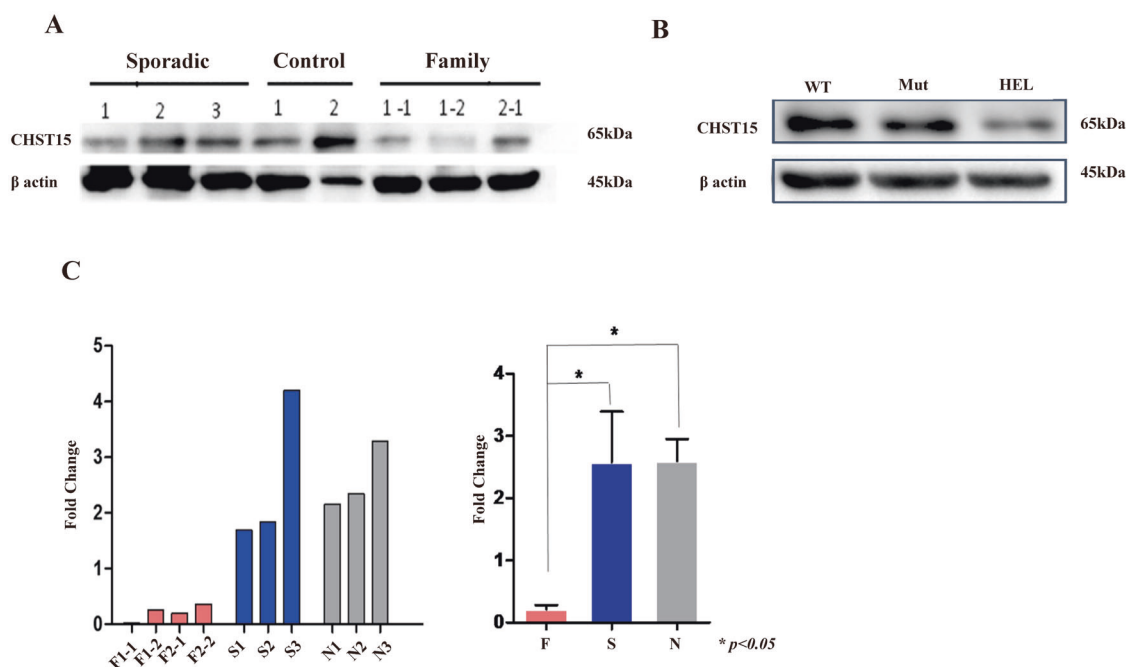 A
Sporadic Control Family
1 2 3 1 2 1 -1 1-2 2-1
CHST15 65kDa
β actin 45kDa
B
WT Mut HEL
CHST15 65kDa
β actin 45kDa
C
Fold Change
5
4
3
2
1
0
F1-1 F1-2 F2-1 F2-2 S1 S2 S3 N1 N2 N3
Fold Change
4
3
2
1
0
*
*
F S N
* p<0.05